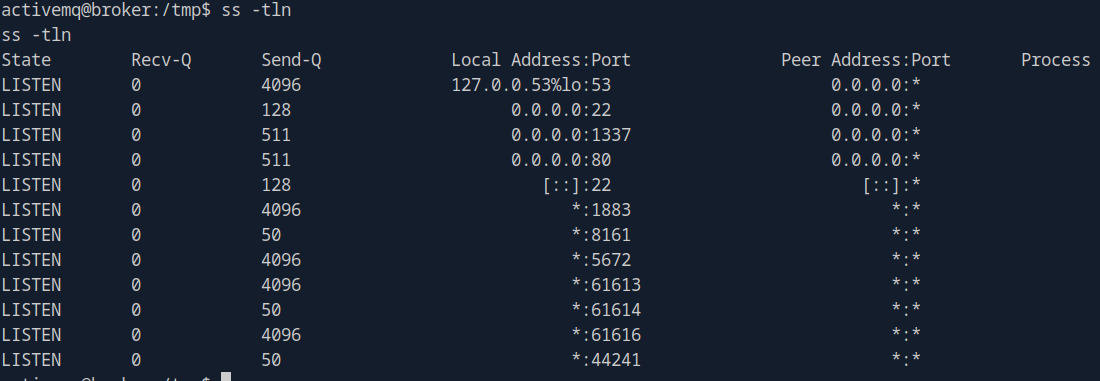 activemq@broker:/tmp$ ss -tln
ss -tln
State Recv-Q Send-Q Local Address:Port Peer Address:Port Process
LISTEN 0 4096 127.0.0.53%lo:53 0.0.0.0:*
LISTEN 0 128 0.0.0.0:22 0.0.0.0:*
LISTEN 0 511 0.0.0.0:1337 0.0.0.0:*
LISTEN 0 511 0.0.0.0:80 0.0.0.0:*
LISTEN 0 128 [::]:22 [::]:*
LISTEN 0 4096 *:1883 *:*
LISTEN 0 50 *:8161 *:*
LISTEN 0 4096 *:5672 *:*
LISTEN 0 4096 *:61613 *:*
LISTEN 0 50 *:61614 *:*
LISTEN 0 4096 *:61616 *:*
LISTEN 0 50 *:44241 *:*